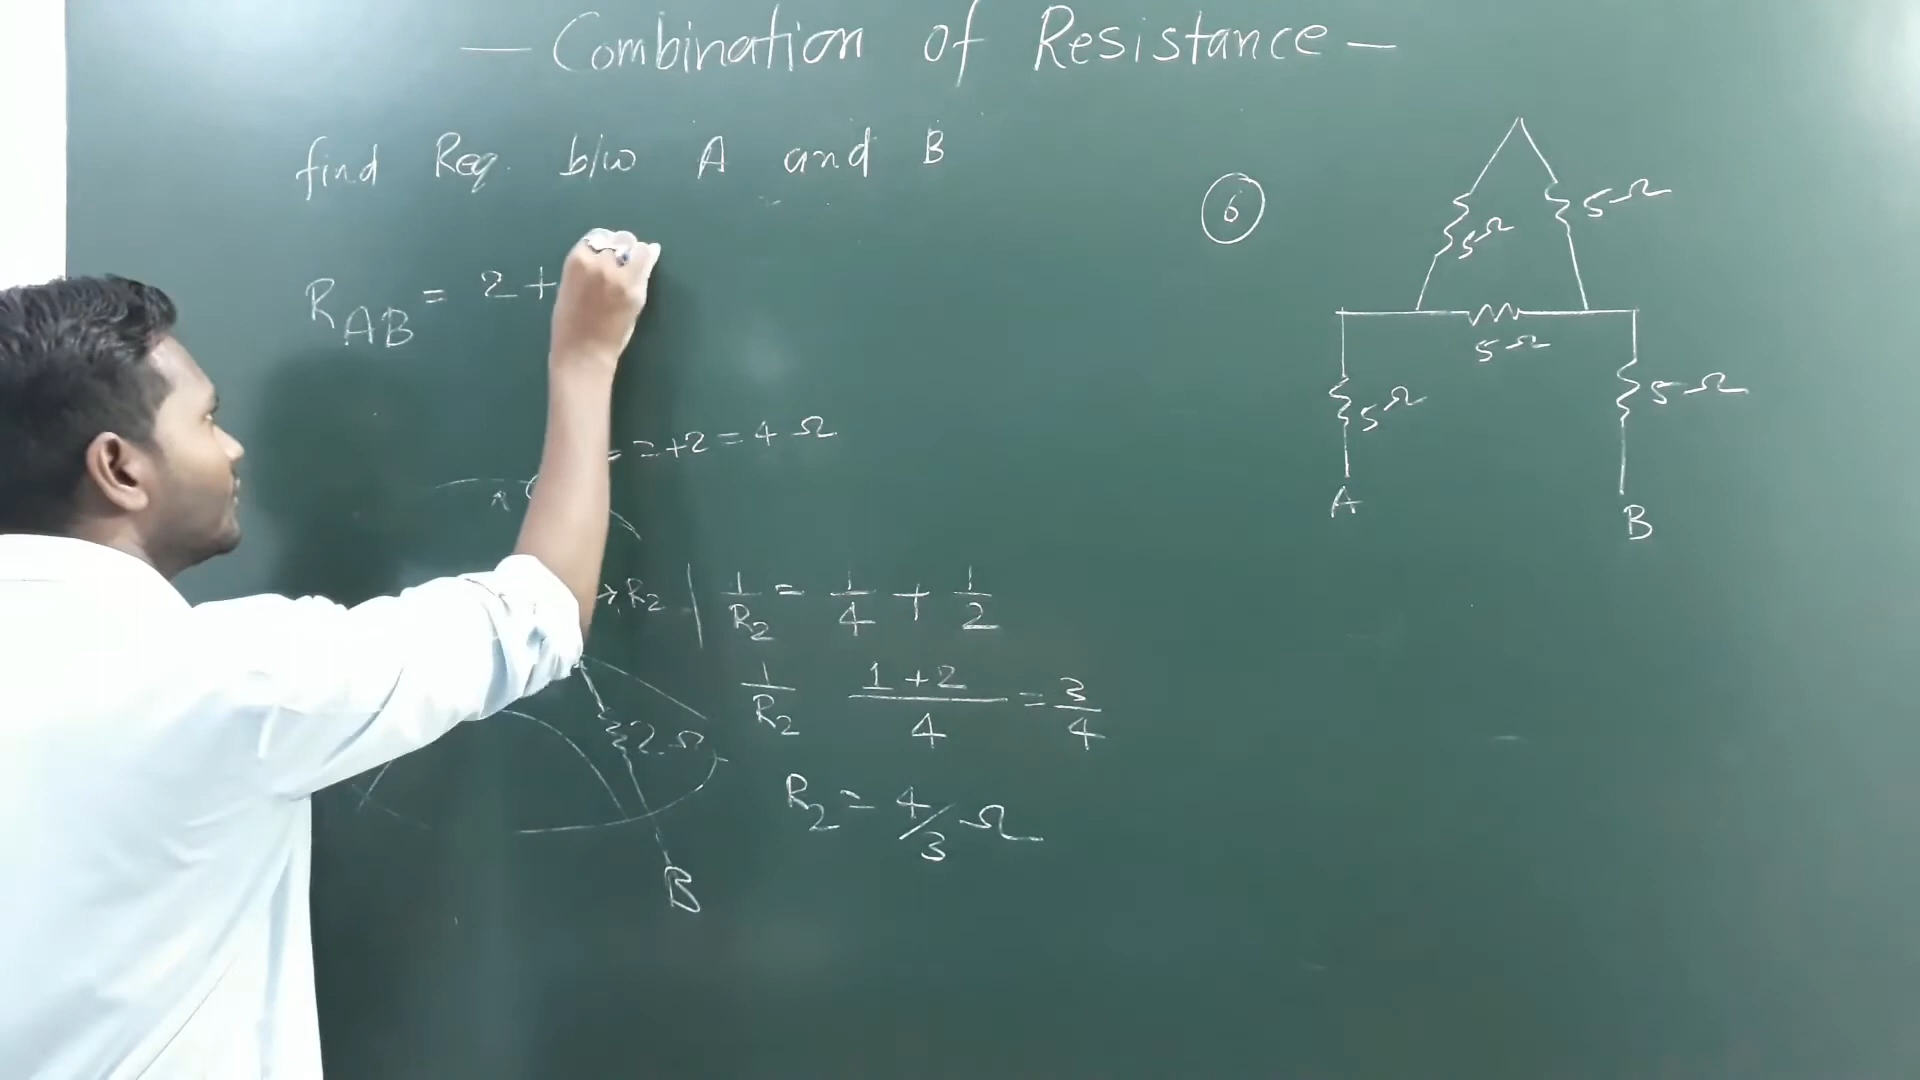 — Combination of Resistance —
find Req. b/w A and B
R_AB = 2 +
= 2+2 = 4 Ω
→ R₂ | 1/R₂ = 1/4 + 1/2
1/R₂ (1+2)/4 = 3/4
2Ω
R₂ = 4/3 Ω
B
6
5Ω
5Ω
5Ω
5Ω
5Ω
A
B